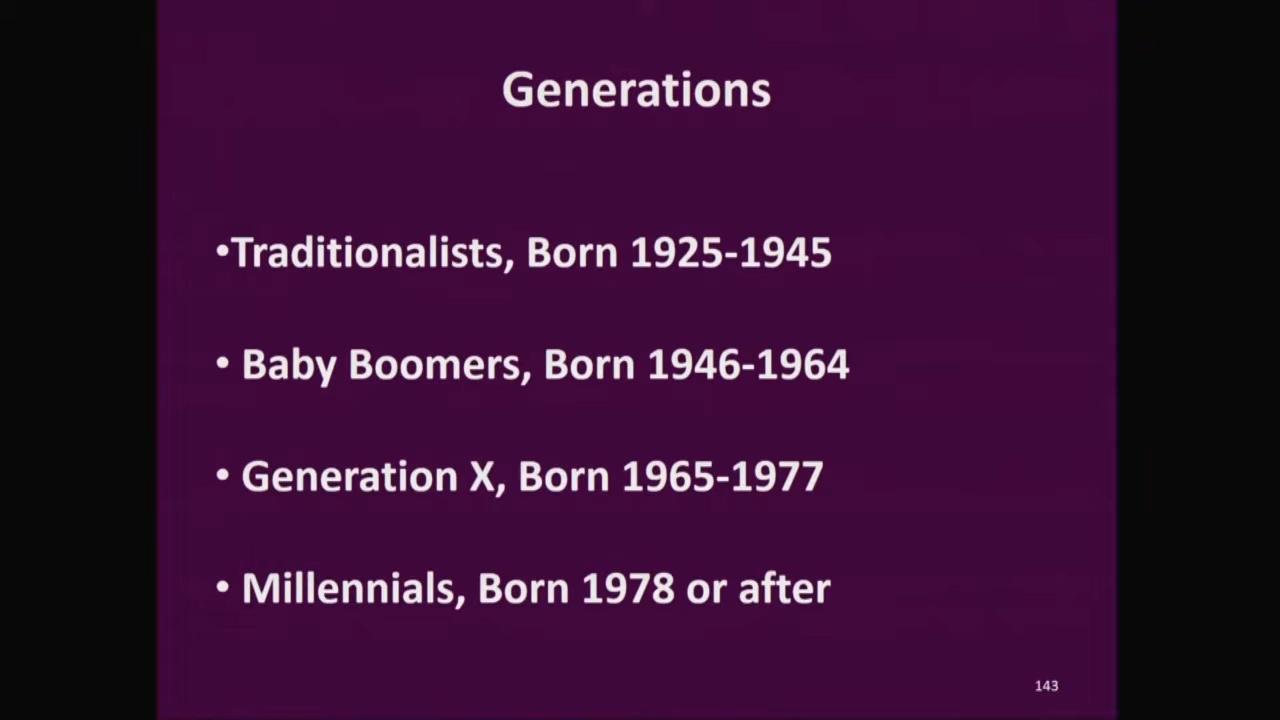 Generations
•Traditionalists, Born 1925-1945
• Baby Boomers, Born 1946-1964
• Generation X, Born 1965-1977
• Millennials, Born 1978 or after
143